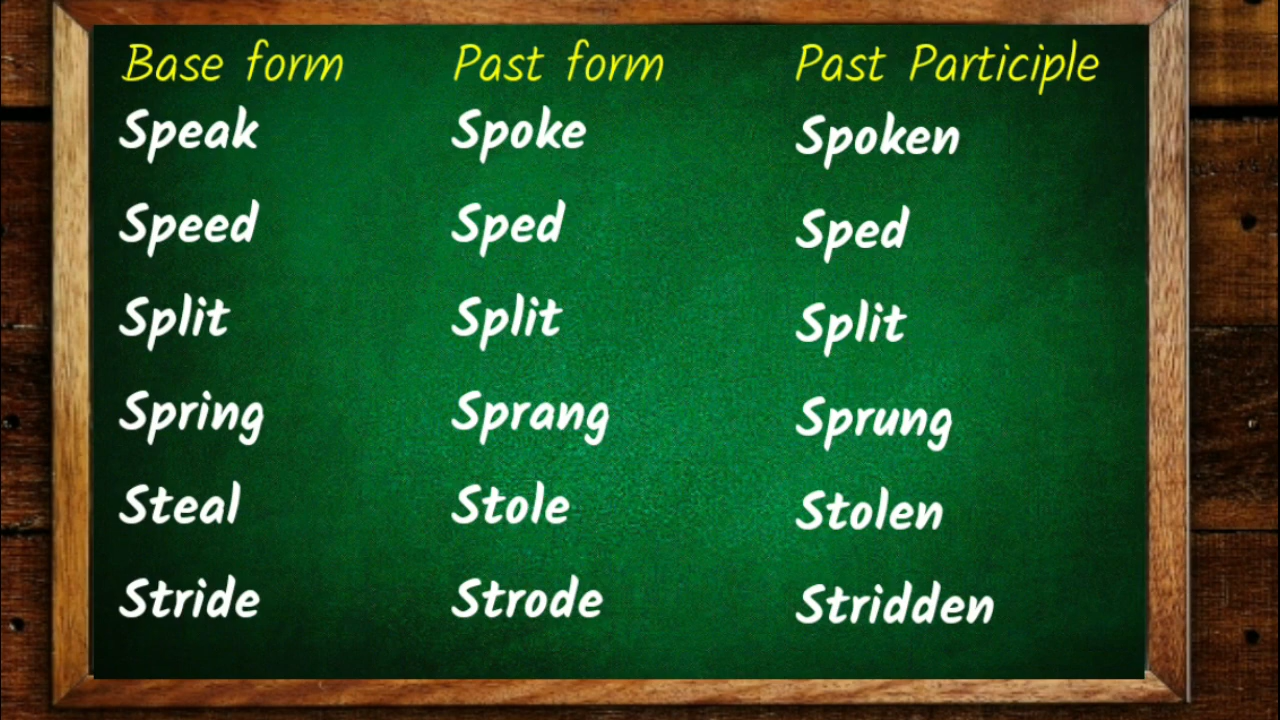 Base form Past form Past Participle
Speak Spoke Spoken
Speed Sped Sped
Split Split Split
Spring Sprang Sprung
Steal Stole Stolen
Stride Strode Stridden